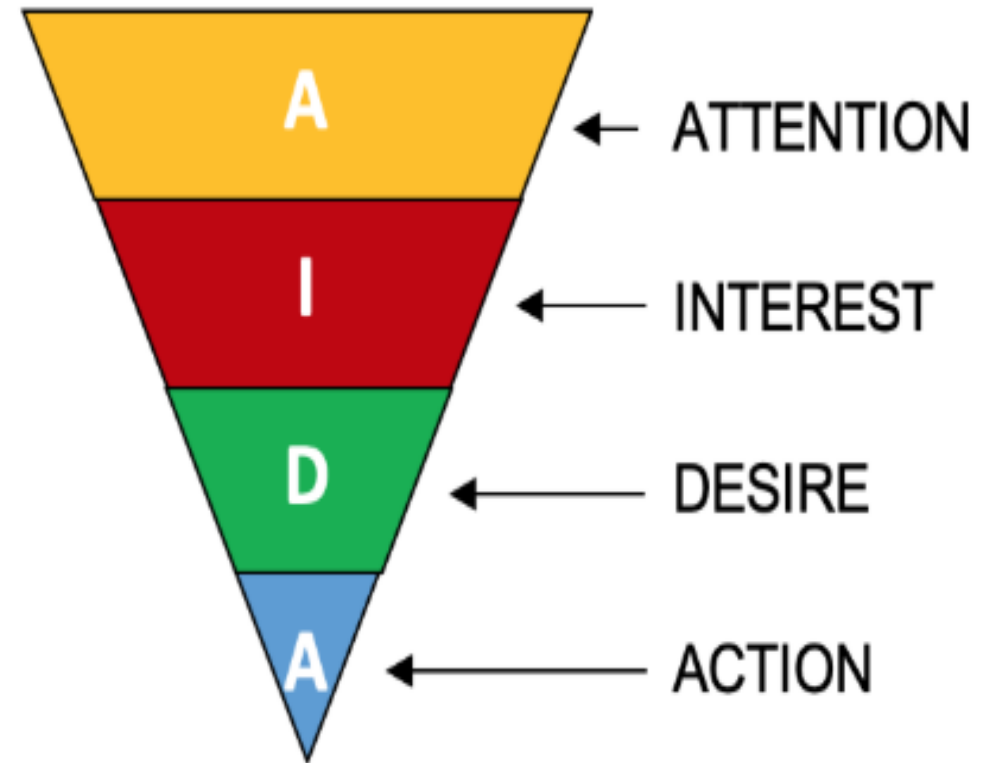 A
ATTENTION
I
INTEREST
D
DESIRE
A
ACTION